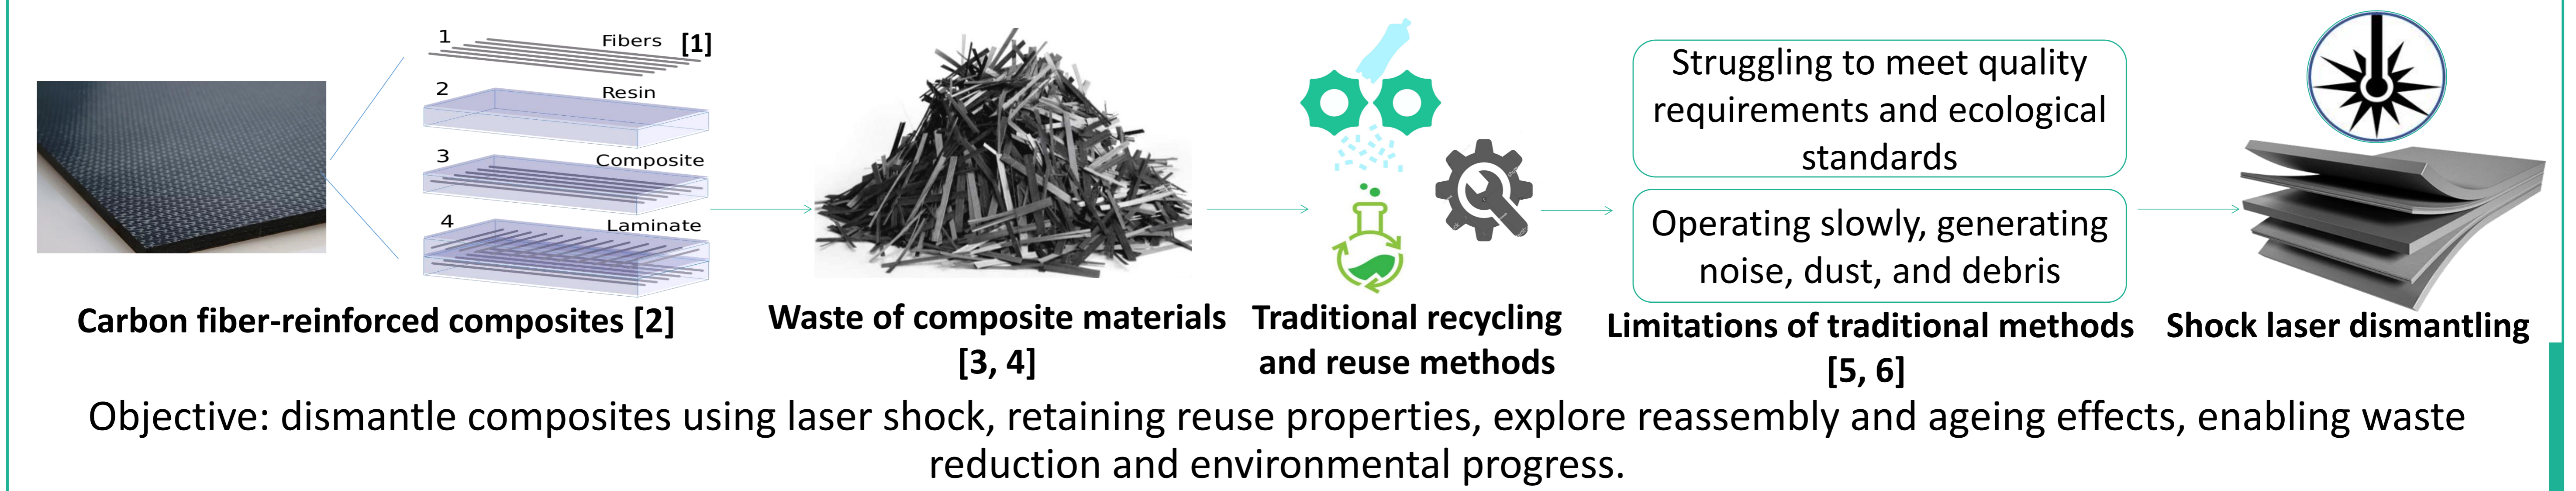 1 Fibers [1]
2 Resin
3 Composite
4 Laminate
Carbon fiber-reinforced composites [2]
Waste of composite materials
[3, 4]
Traditional recycling
and reuse methods
Struggling to meet quality
requirements and ecological
standards
Operating slowly, generating
noise, dust, and debris
Limitations of traditional methods
[5, 6]
Shock laser dismantling
Objective: dismantle composites using laser shock, retaining reuse properties, explore reassembly and ageing effects, enabling waste
reduction and environmental progress.